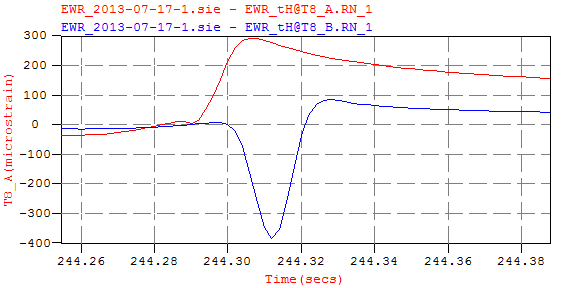 EWR_2013-07-17-1.sie - EWR_tH@T8_A.RN_1
EWR_2013-07-17-1.sie - EWR_tH@T8_B.RN_1
T8_A(microstrain)
300
200
100
0
-100
-200
-300
-400
244.26 244.28 244.30 244.32 244.34 244.36 244.38
Time(secs)